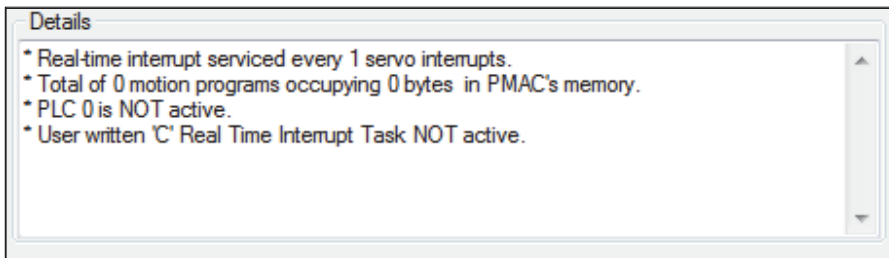 Details
* Real-time interrupt serviced every 1 servo interrupts.
* Total of 0 motion programs occupying 0 bytes  in PMAC's memory.
* PLC 0 is NOT active.
* User written 'C' Real Time Interrupt Task NOT active.